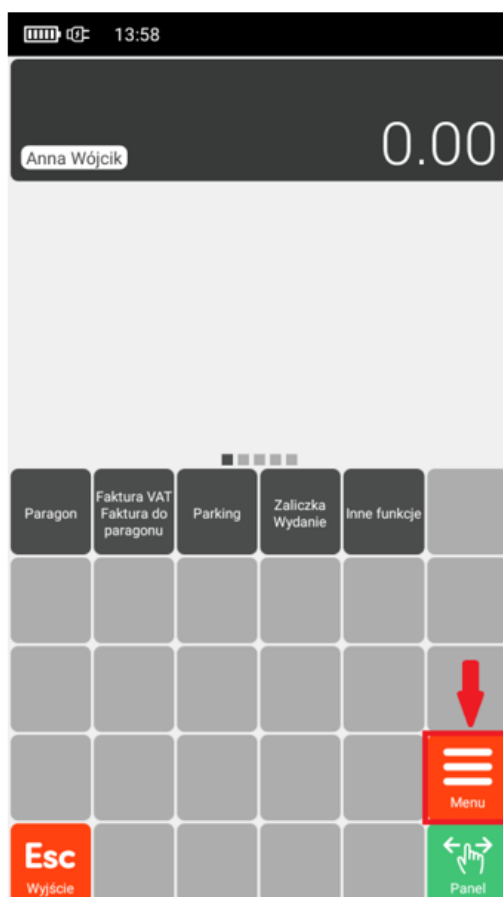 13:58
0.00
Anna Wójcik
Paragon
Faktura VAT
Faktura do
paragonu
Parking
Zaliczka
Wydanie
Inne funkcje
Menu
Esc
Wyjście
Panel